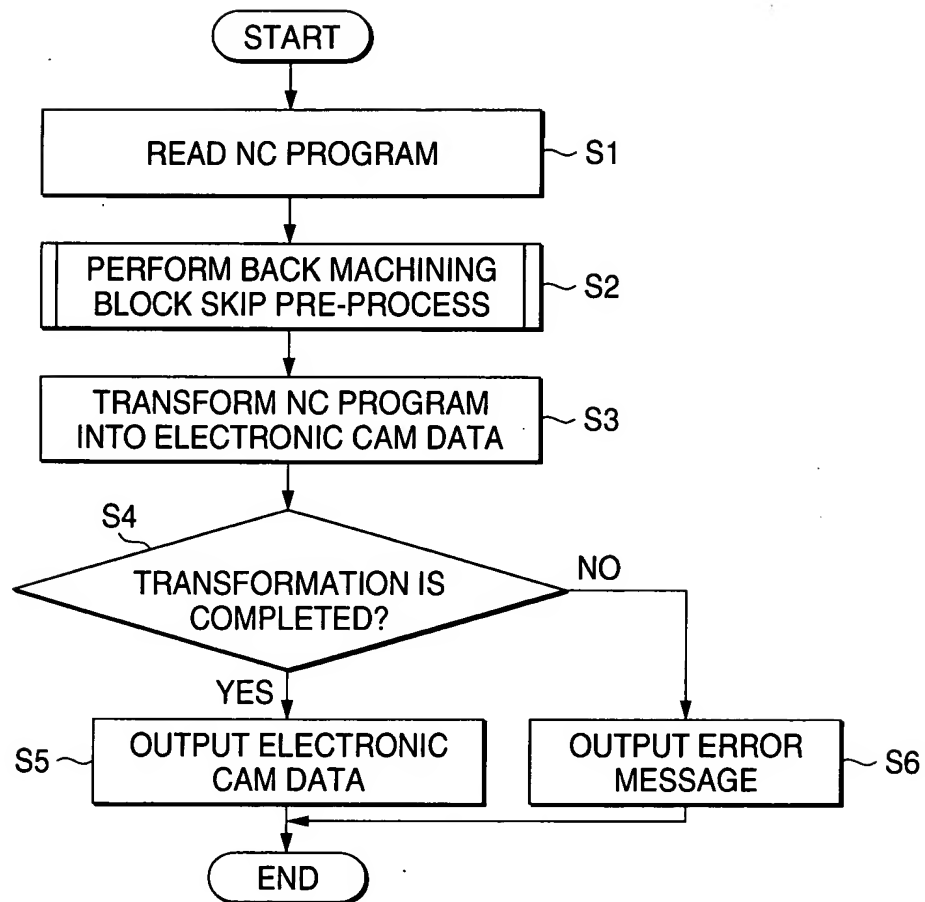 START
READ NC PROGRAM
S1
PERFORM BACK MACHINING
BLOCK SKIP PRE-PROCESS
S2
TRANSFORM NC PROGRAM
INTO ELECTRONIC CAM DATA
S3
S4
TRANSFORMATION IS
COMPLETED?
NO
YES
S5
OUTPUT ELECTRONIC
CAM DATA
OUTPUT ERROR
MESSAGE
S6
END